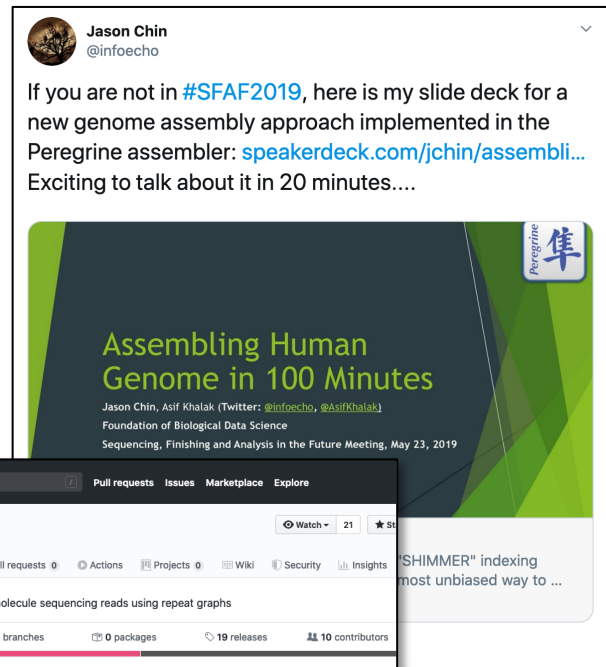 Jason Chin
@infoecho
If you are not in #SFAF2019, here is my slide deck for a
new genome assembly approach implemented in the
Peregrine assembler: speakerdeck.com/jchin/assembli...
Exciting to talk about it in 20 minutes....
Peregrine
隼
Assembling Human
Genome in 100 Minutes
Jason Chin, Asif Khalak (Twitter: @infoecho, @AsifKhalak)
Foundation of Biological Data Science
Sequencing, Finishing and Analysis in the Future Meeting, May 23, 2019
"SHIMMER" indexing
most unbiased way to ...
/ Pull requests Issues Marketplace Explore
Watch 21
requests 0 Actions Projects 0 Wiki Security Insights
sequencing reads using repeat graphs
branches 0 packages 19 releases 10 contributors